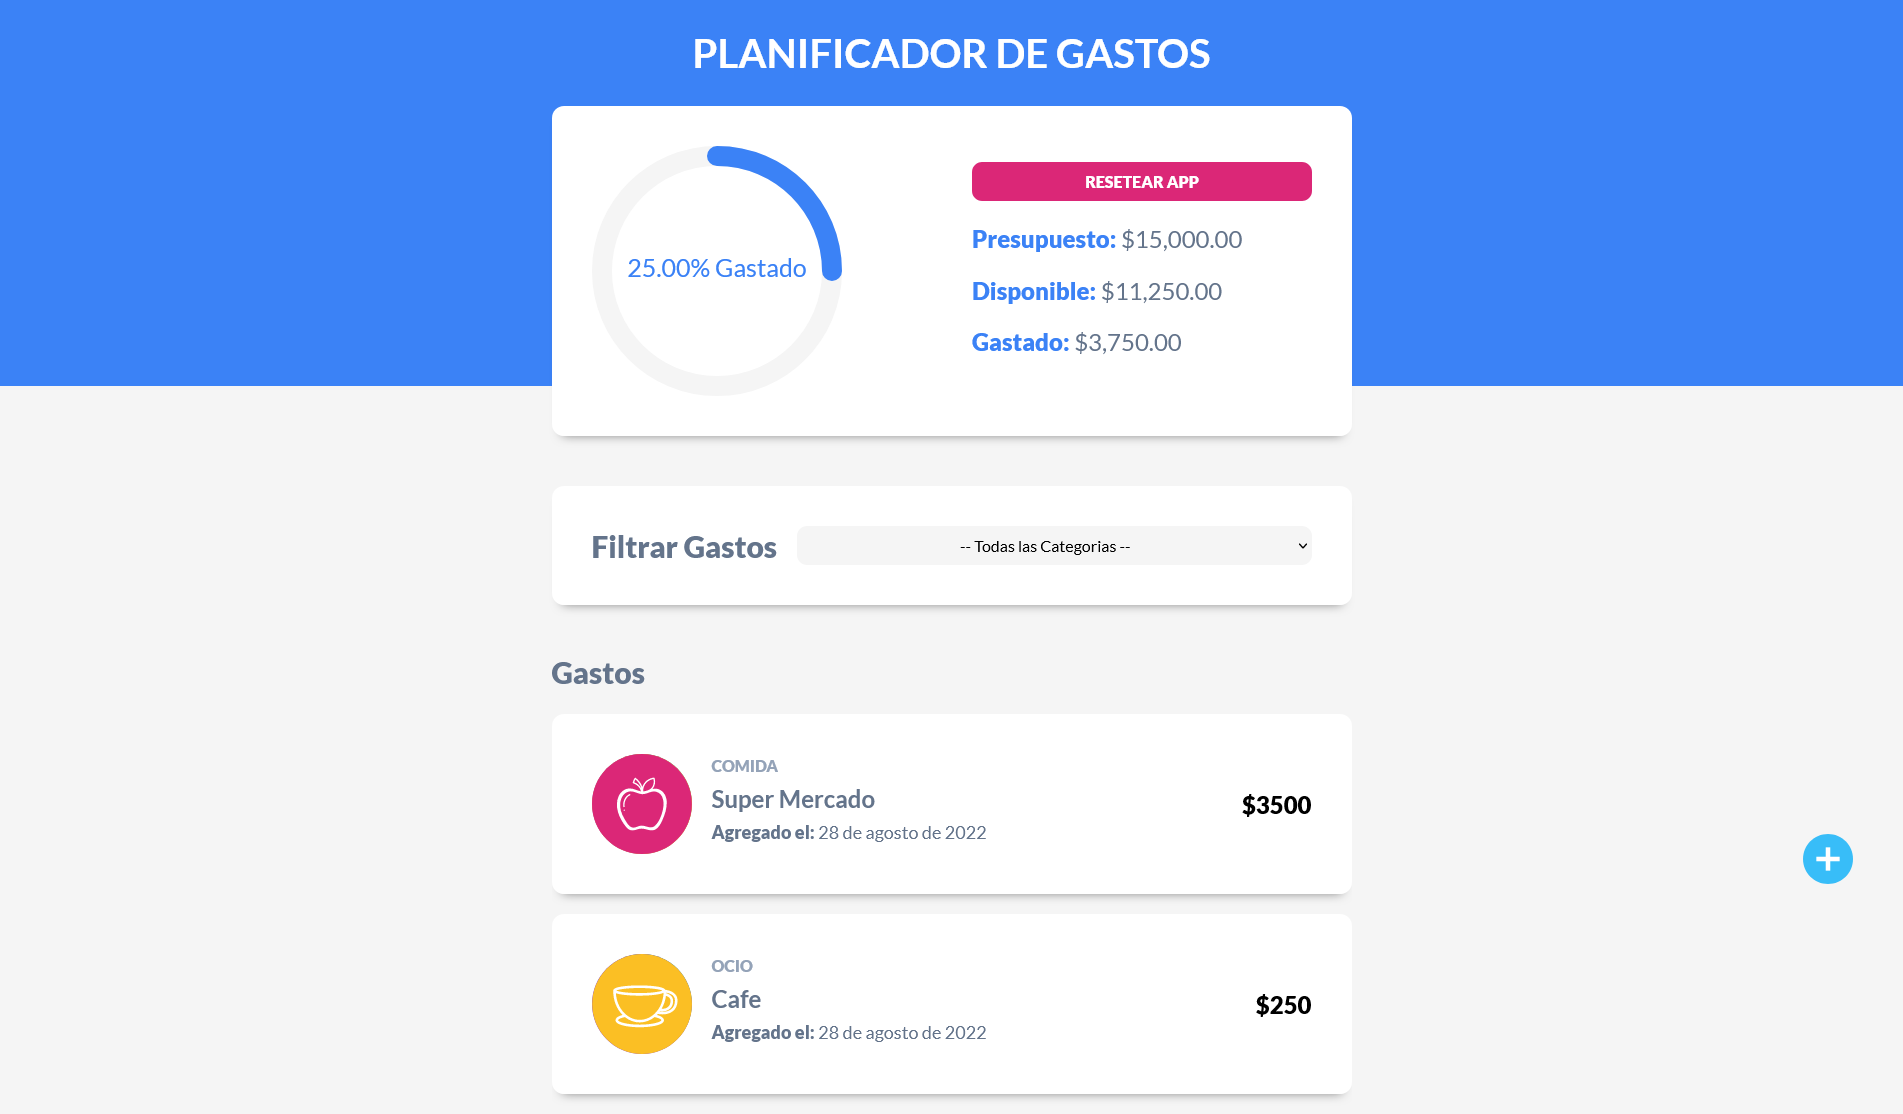 PLANIFICADOR DE GASTOS
25.00% Gastado
RESETEAR APP
Presupuesto: $15,000.00
Disponible: $11,250.00
Gastado: $3,750.00
Filtrar Gastos
-- Todas las Categorias --
Gastos
COMIDA
Super Mercado
Agregado el: 28 de agosto de 2022
$3500
OCIO
Cafe
Agregado el: 28 de agosto de 2022
$250